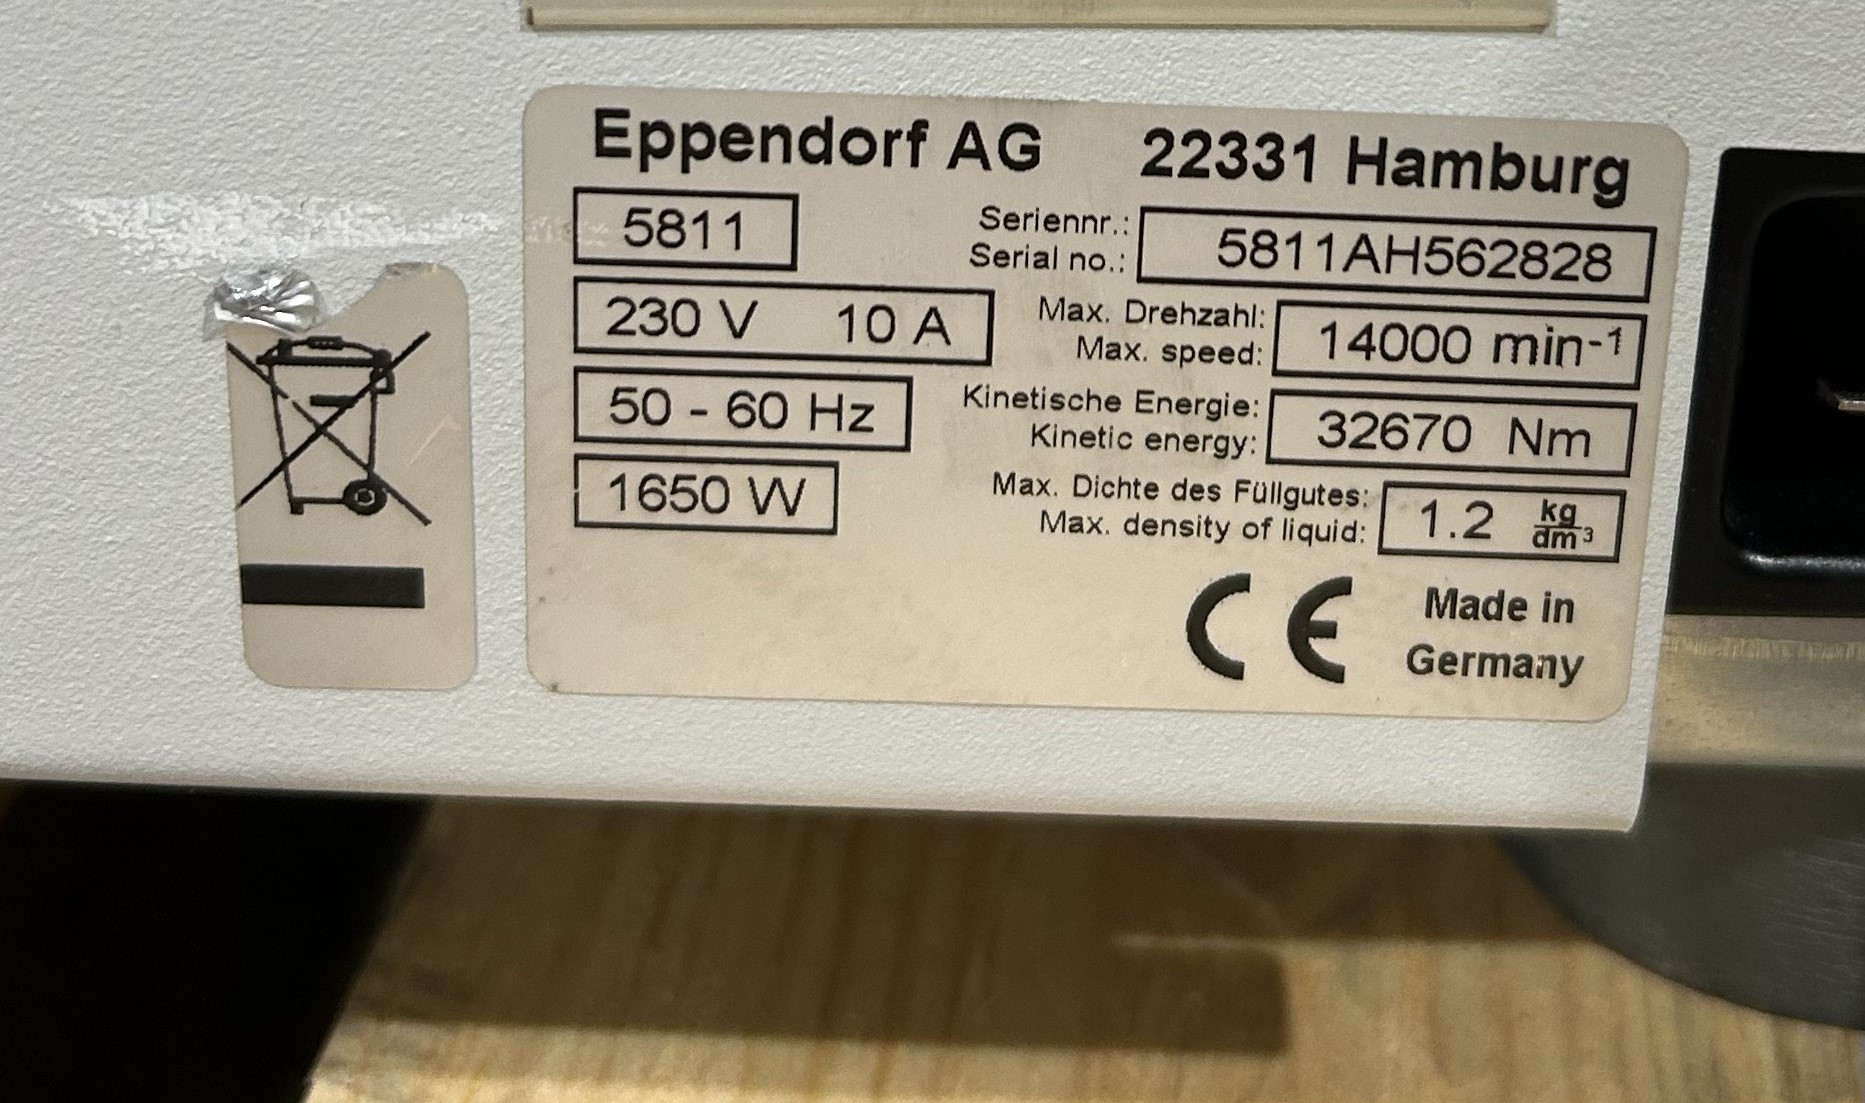 Eppendorf AG 22331 Hamburg
5811
Seriennr.:
Serial no.:
5811AH562828
230 V 10 A
Max. Drehzahl:
Max. speed:
14000 min-1
50 - 60 Hz
Kinetische Energie:
Kinetic energy:
32670 Nm
1650 W
Max. Dichte des Füllgutes:
Max. density of liquid:
1.2 kg/dm³
CE
Made in
Germany